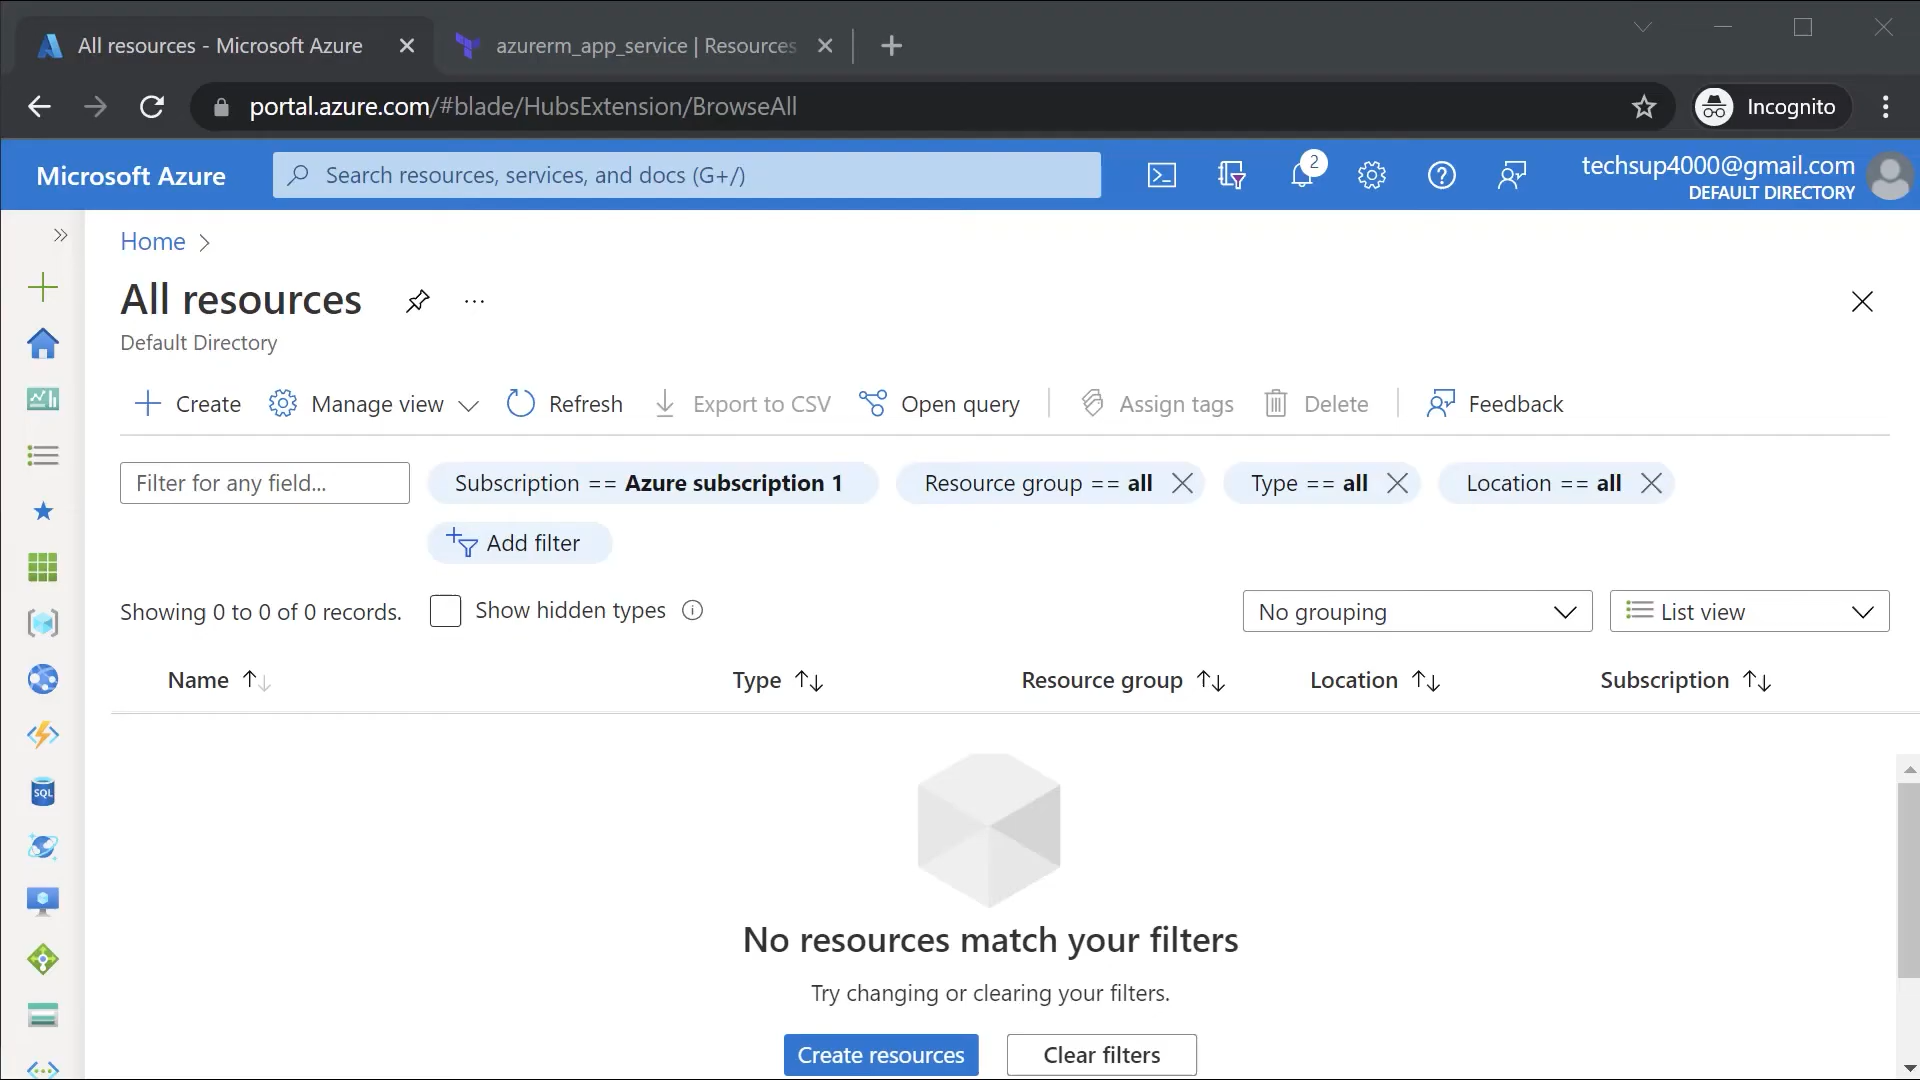 All resources - Microsoft Azure
azurerm_app_service | Resources
portal.azure.com/#blade/HubsExtension/BrowseAll
Incognito
Microsoft Azure
Search resources, services, and docs (G+/)
2
techsup4000@gmail.com
DEFAULT DIRECTORY
Home
All resources
...
Default Directory
Create
Manage view
Refresh
Export to CSV
Open query
Assign tags
Delete
Feedback
Filter for any field...
Subscription == Azure subscription 1
Resource group == all
Type == all
Location == all
Add filter
Showing 0 to 0 of 0 records.
Show hidden types
No grouping
List view
Name
Type
Resource group
Location
Subscription
SQL
No resources match your filters
Try changing or clearing your filters.
Create resources
Clear filters